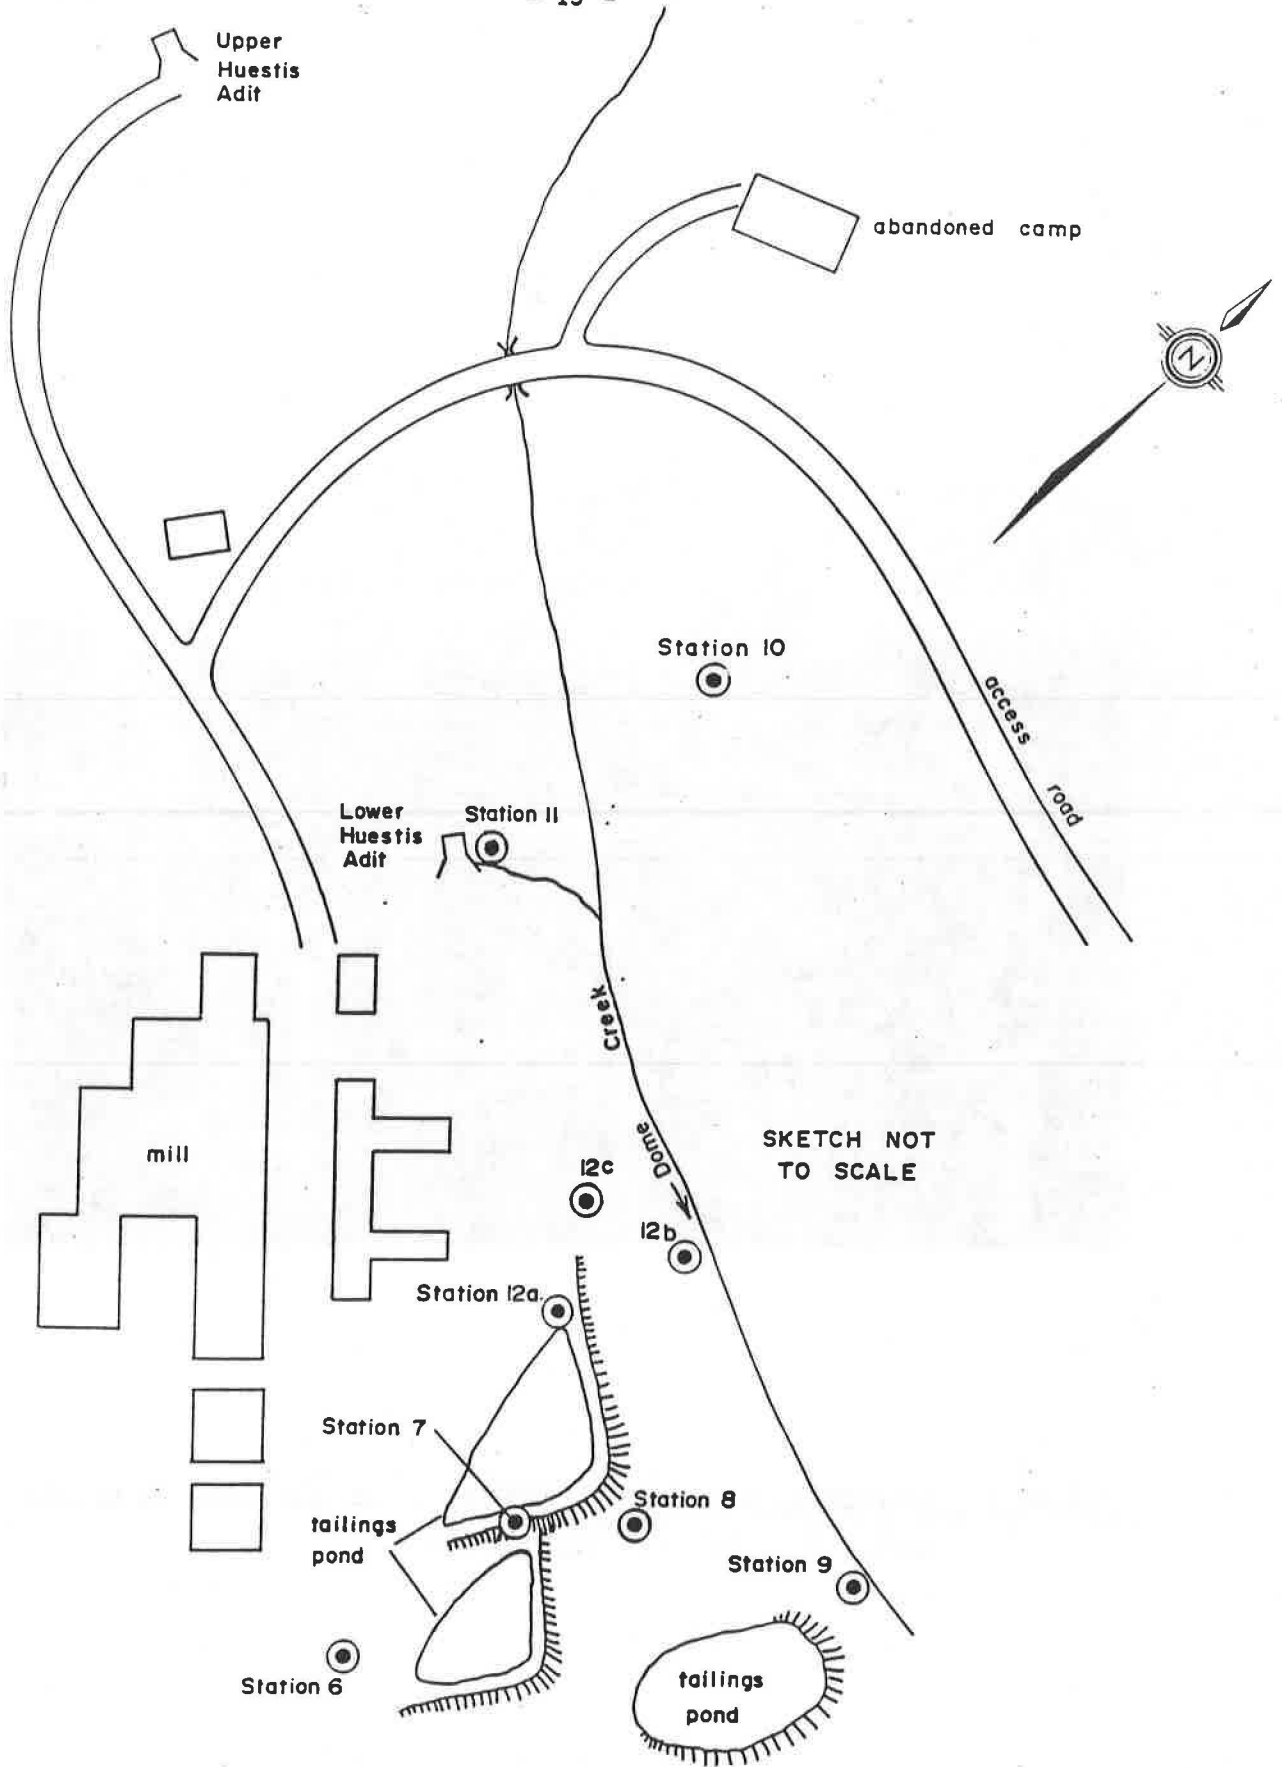 Upper
Huestis
Adit
abandoned camp
N
Station 10
access
road
Lower
Huestis
Adit
Station 11
Creek
Dome
mill
SKETCH NOT
TO SCALE
12c
12b
Station 12a.
Station 7
Station 8
tailings
pond
Station 9
Station 6
tailings
pond